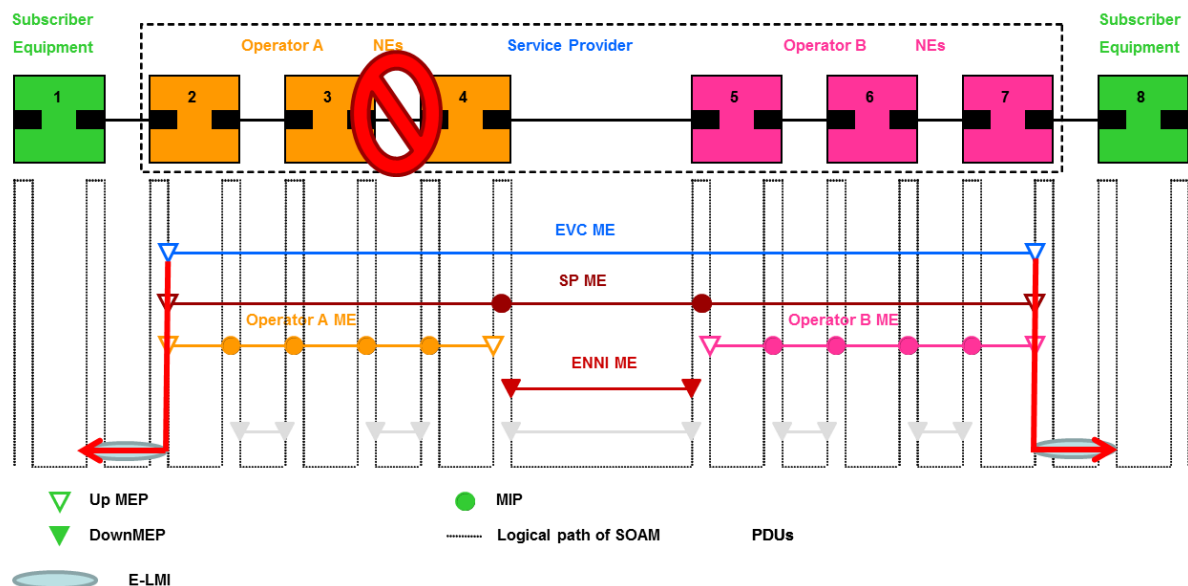 Subscriber Equipment
Operator A NEs Service Provider Operator B NEs
Subscriber Equipment
1 2 3 4 5 6 7 8
EVC ME
SP ME
Operator A ME Operator B ME
ENNI ME
Up MEP MIP
DownMEP Logical path of SOAM PDUs
E-LMI